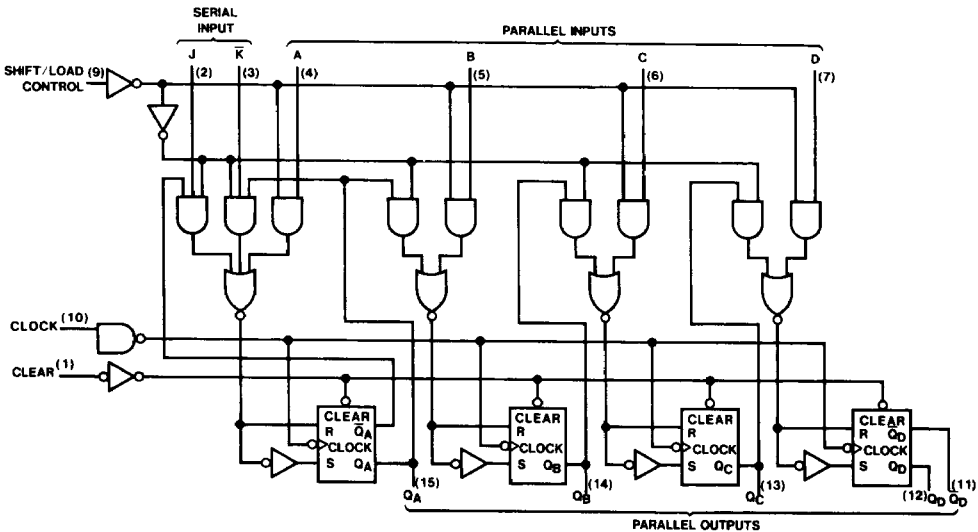 SERIAL
INPUT
PARALLEL INPUTS
J K̅ A B C D
(2) (3) (4) (5) (6) (7)
SHIFT/LOAD (9)
CONTROL
CLOCK (10)
CLEAR (1)
CLEAR CLEAR CLEAR CLEAR
R Q̅A R R R Q̅D
CLOCK CLOCK CLOCK CLOCK
S QA S QB S QC S QD
(15) (14) (13) (12) (11)
QA QB QC QD Q̅D
PARALLEL OUTPUTS